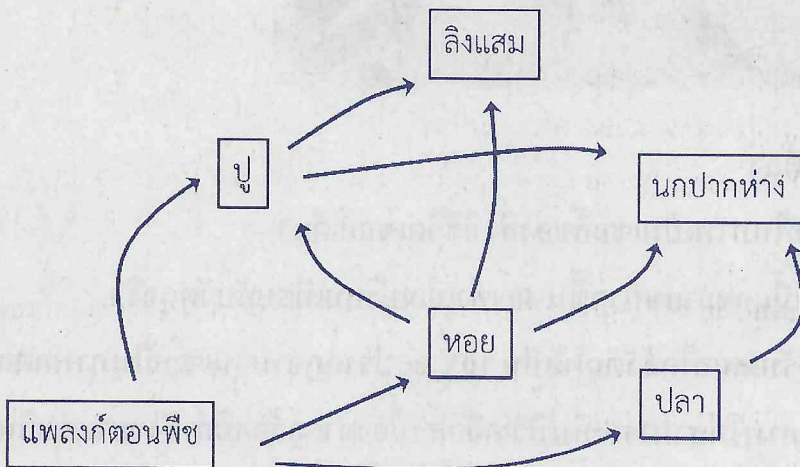 ลิงแสม
ปู
นกปากห่าง
หอย
ปลา
แพลงก์ตอนพืช